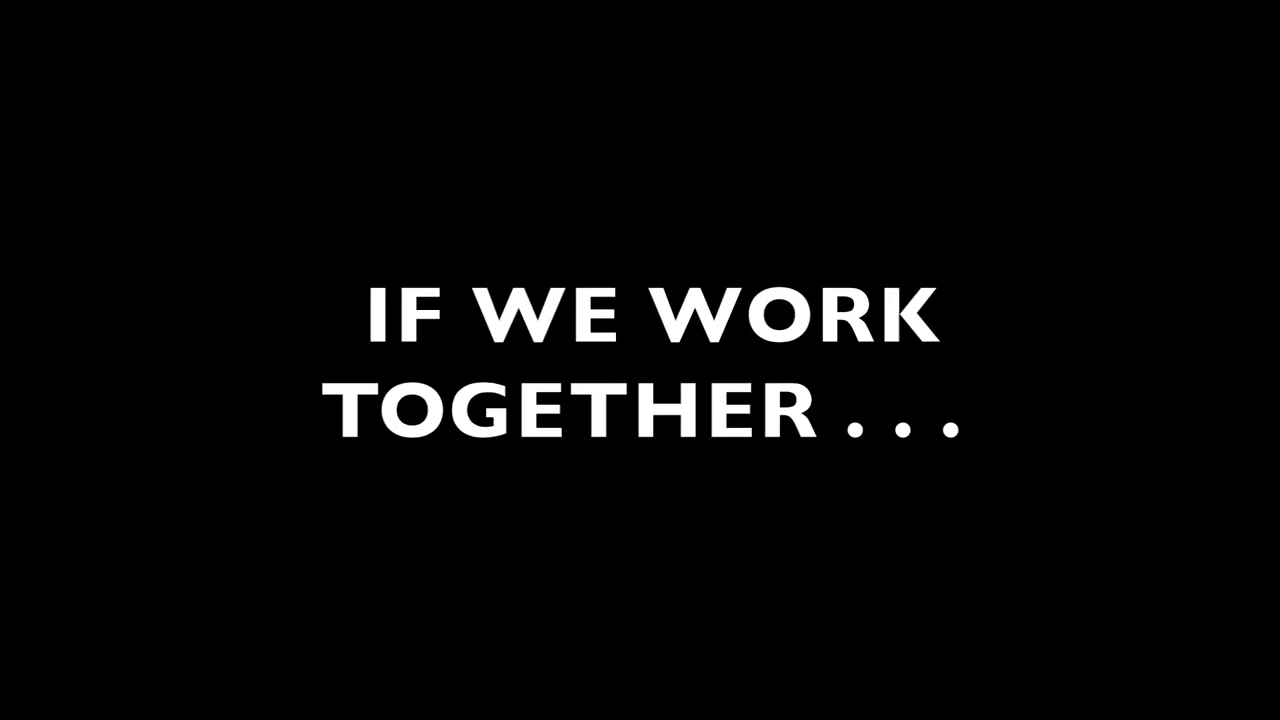 IF WE WORK
TOGETHER . . .